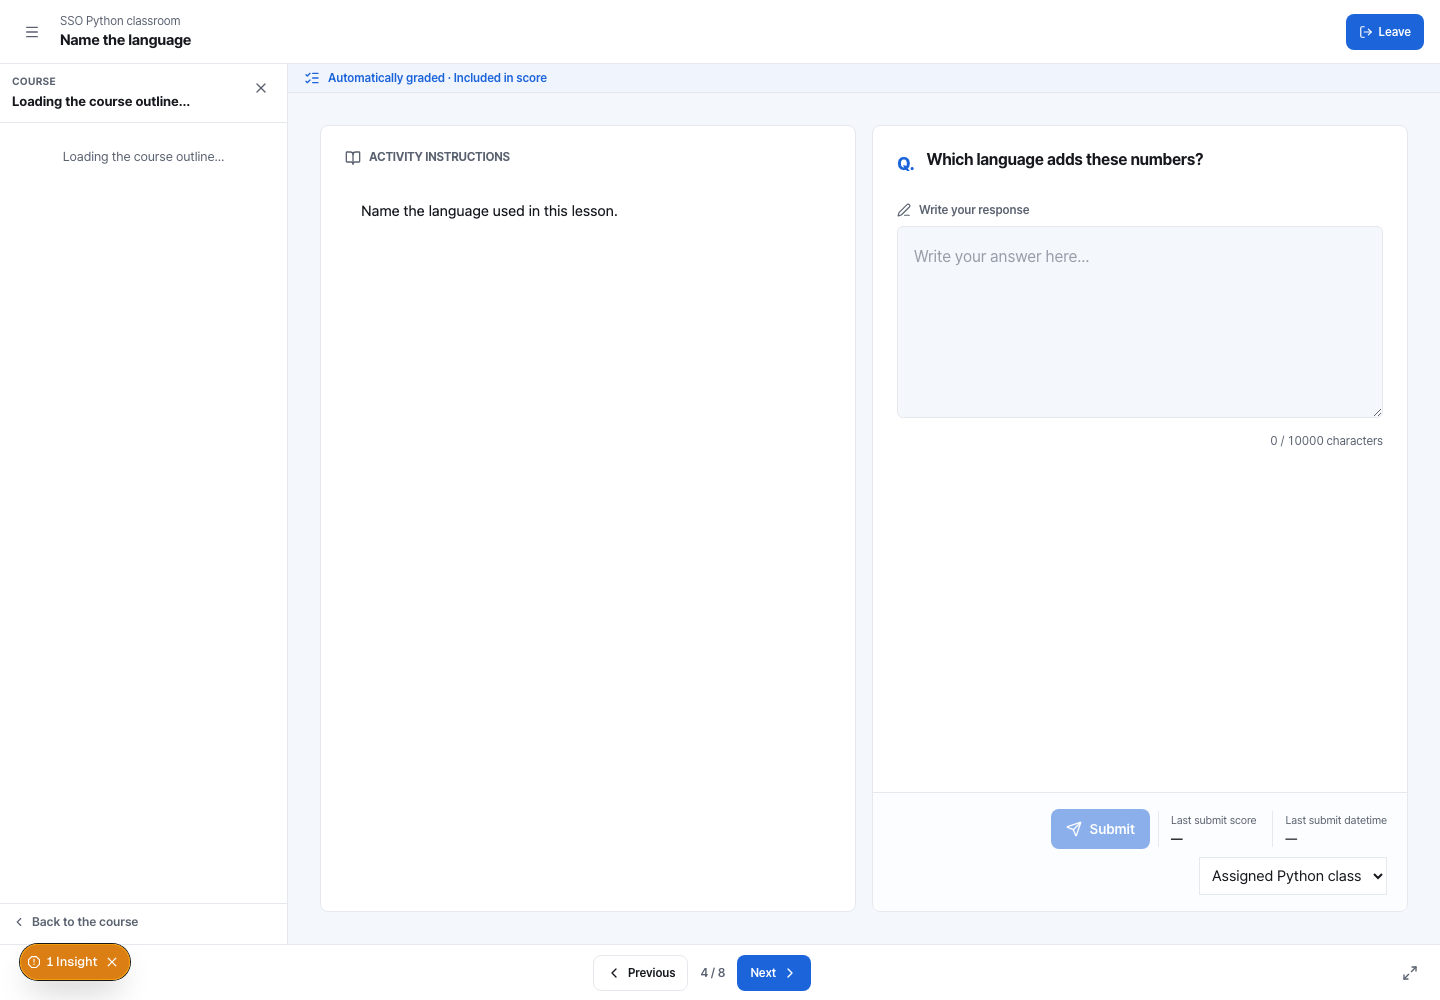 SSO Python classroom
Name the language
Leave
COURSE
Loading the course outline...
Loading the course outline...
Back to the course
1 Insight
Automatically graded · Included in score
ACTIVITY INSTRUCTIONS
Name the language used in this lesson.
Q.
Which language adds these numbers?
Write your response
Write your answer here...
0 / 10000 characters
Submit
Last submit score
—
Last submit datetime
—
Assigned Python class
Previous
4 / 8
Next